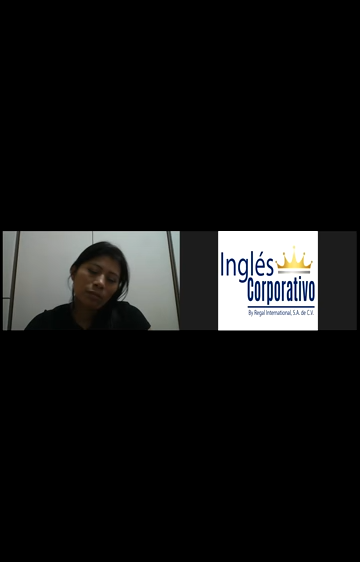 Inglés
Corporativo
By Regal International, S.A. de C.V.